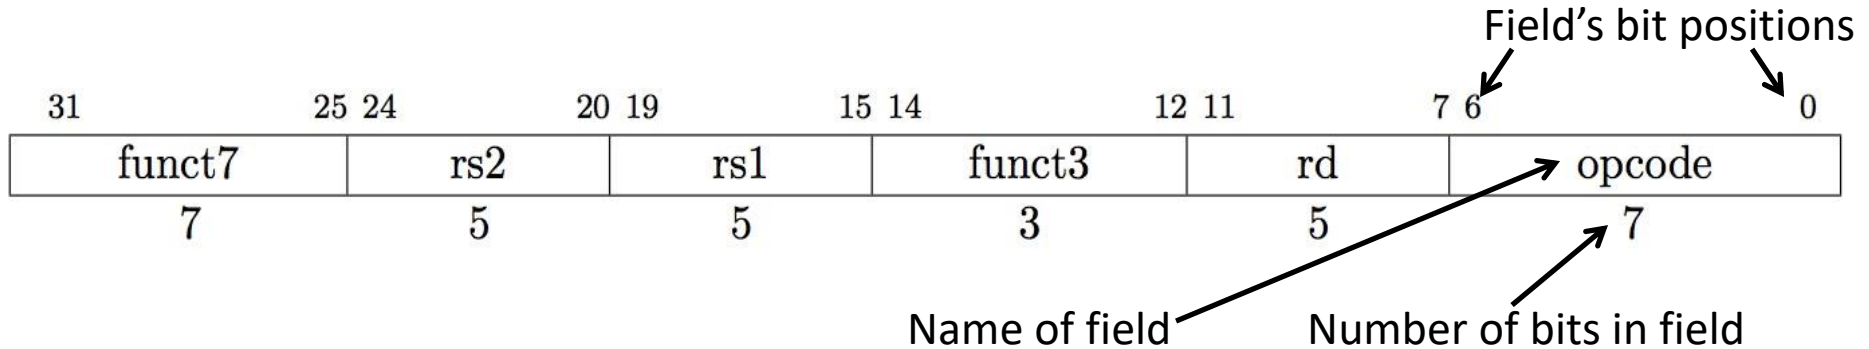 Field’s bit positions
31 25 24 20 19 15 14 12 11 7 6 0
funct7 rs2 rs1 funct3 rd opcode
7 5 5 3 5 7
Name of field Number of bits in field